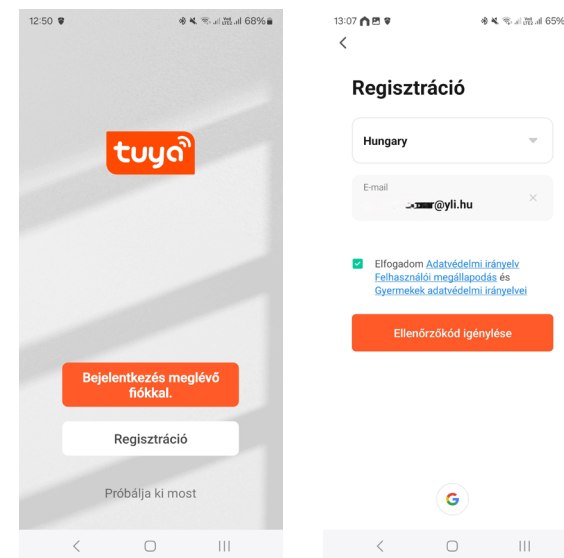 12:50
68%
tuya
Bejelentkezés meglévő
fiókkal.
Regisztráció
Próbálja ki most
13:07
65%
Regisztráció
Hungary
E-mail
@yli.hu
Elfogadom Adatvédelmi irányelv
Felhasználói megállapodás és
Gyermekek adatvédelmi irányelvei
Ellenőrzőkód igénylése
G